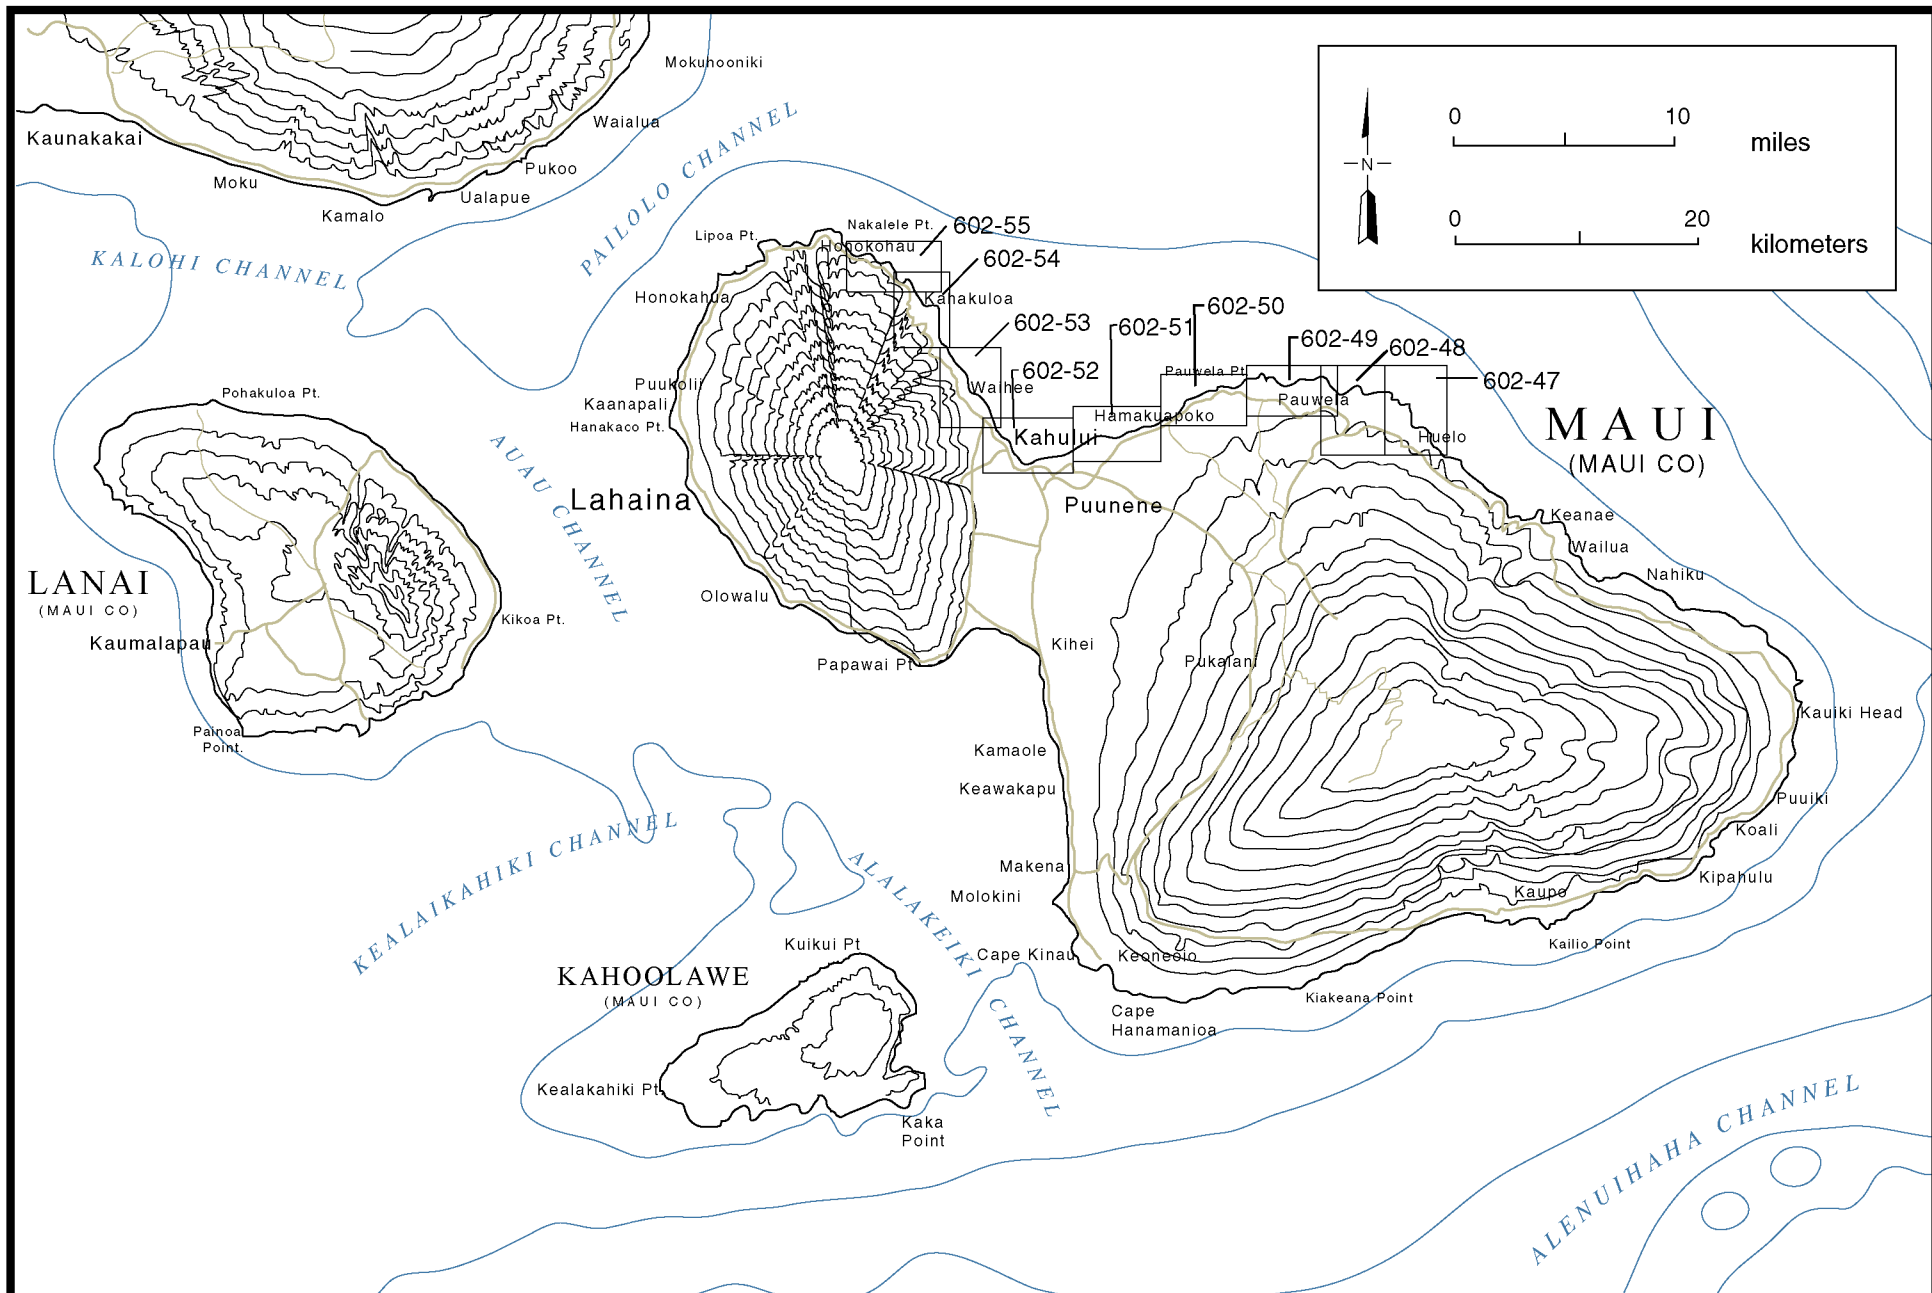 Mokuhooniki
Waialua
Kaunakakai
Pukoo
Moku
Ualapue
Kamalo
KALOHI CHANNEL
PAILOLO CHANNEL
0 10
miles
N
0 20
kilometers
Lipoa Pt.
Nakalele Pt.
602-55
Honokohau
602-54
Honokahua
Kahakuloa
602-53
602-51
602-50
602-49
602-48
602-47
602-52
Puukolii
Kaanapali
Hanakaco Pt.
Waihee
Pauwela Pt.
Pauwela
Hamakuapoko
Kahului
Huelo
MAUI
(MAUI CO)
Pohakuloa Pt.
AUAU CHANNEL
Lahaina
Puunene
Keanae
Wailua
Nahiku
LANAI
(MAUI CO)
Kaumalapau
Kikoa Pt.
Olowalu
Papawai Pt
Kihei
Pukalani
Painoa
Point.
Kauiki Head
Kamaole
Keawakapu
Puuiki
Koali
KEALAIKAHIKI CHANNEL
ALALAKEIKI CHANNEL
Makena
Molokini
Kipahulu
Kaupo
Kuikui Pt
Cape Kinau
Keoneoio
Kailio Point
KAHOOLAWE
(MAUI CO)
Kiakeana Point
Cape
Hanamanioa
Kealakahiki Pt.
Kaka
Point
ALENUIHAHA CHANNEL